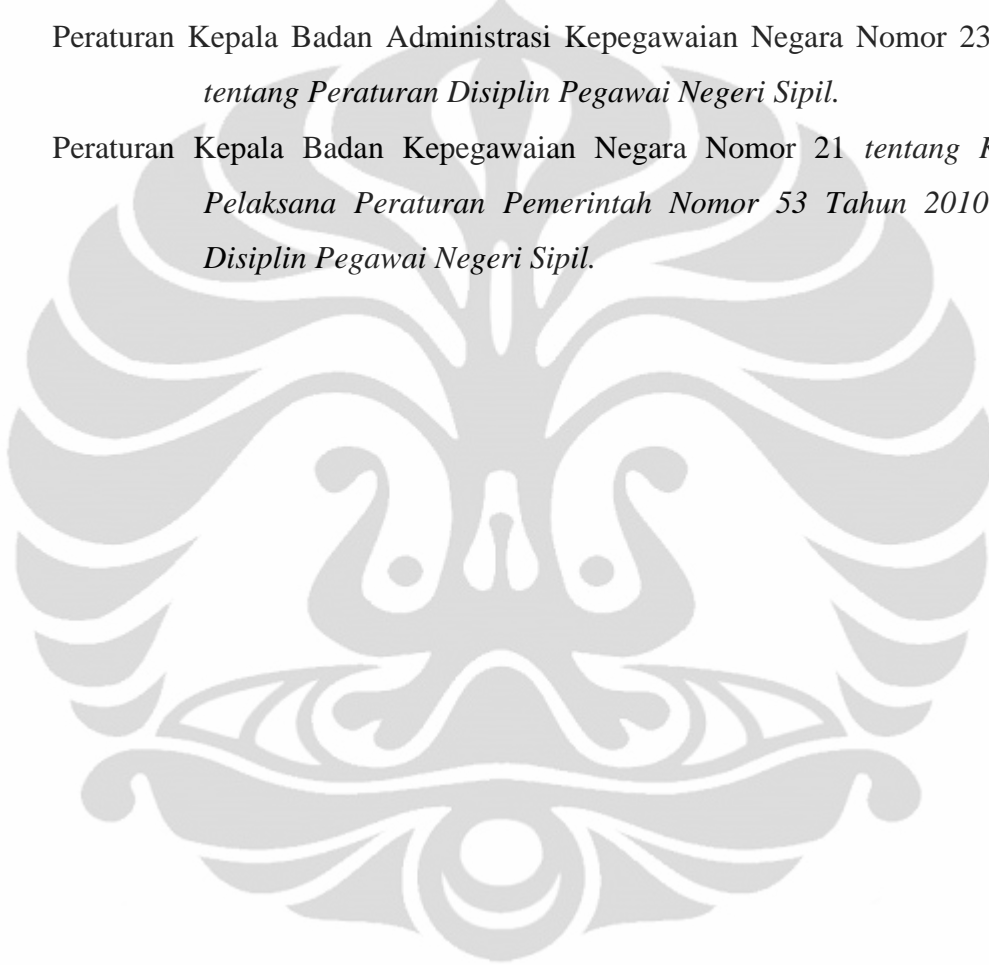 Peraturan Kepala Badan Administrasi Kepegawaian Negara Nomor 23
tentang Peraturan Disiplin Pegawai Negeri Sipil.
Peraturan Kepala Badan Kepegawaian Negara Nomor 21 tentang
Pelaksana Peraturan Pemerintah Nomor 53 Tahun 2010
Disiplin Pegawai Negeri Sipil.